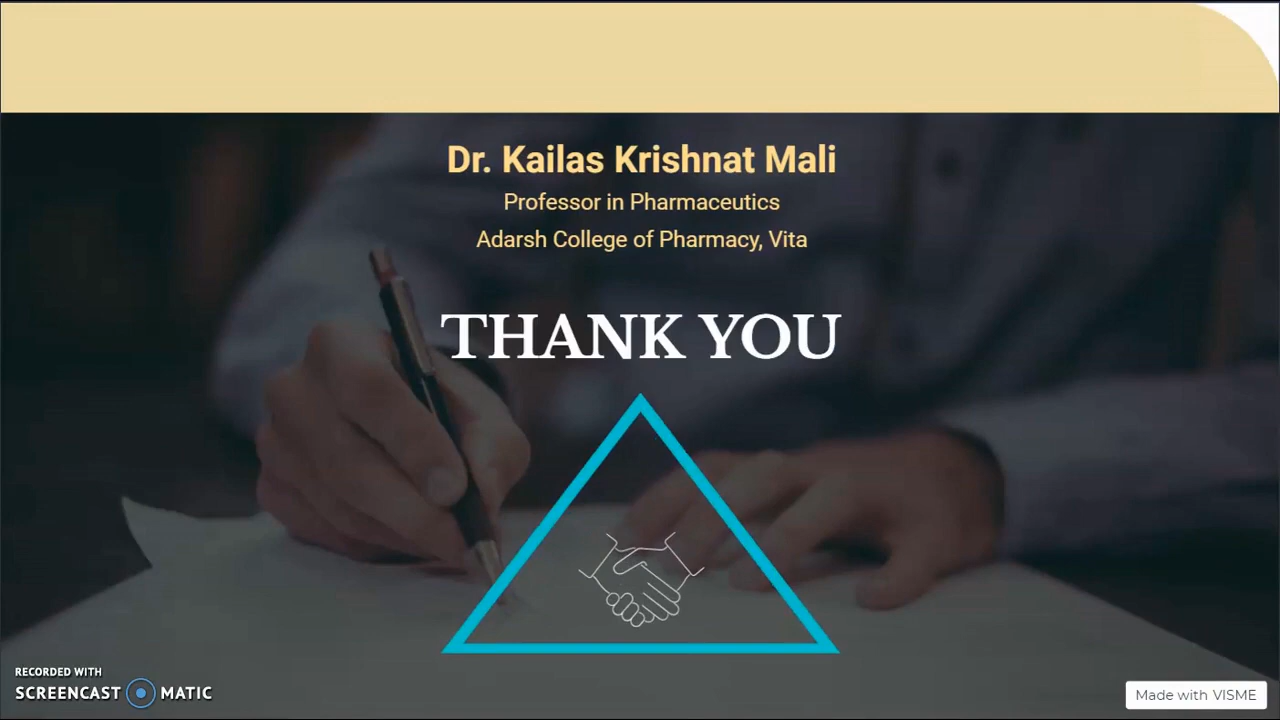 Dr. Kailas Krishnat Mali
Professor in Pharmaceutics
Adarsh College of Pharmacy, Vita
THANK YOU
RECORDED WITH
SCREENCAST MATIC
Made with VISME